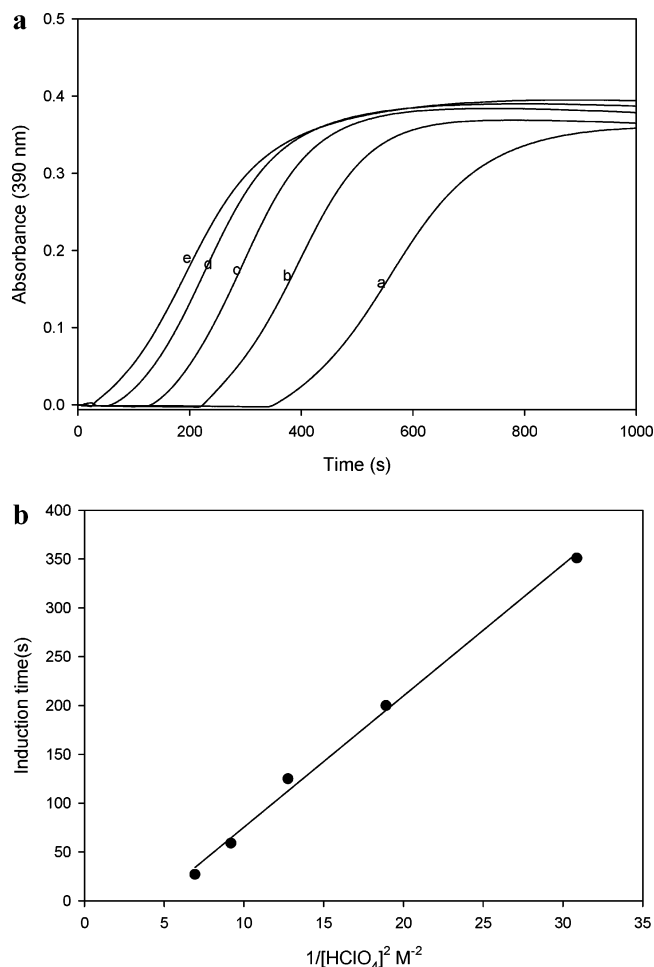 a
0.5
0.4
0.3
0.2
0.1
0.0
Absorbance (390 nm)
e
d
c
b
a
0 200 400 600 800 1000
Time (s)
b
400
350
300
250
200
150
100
50
0
Induction time(s)
0 5 10 15 20 25 30 35
1/[HClO₄]² M⁻²